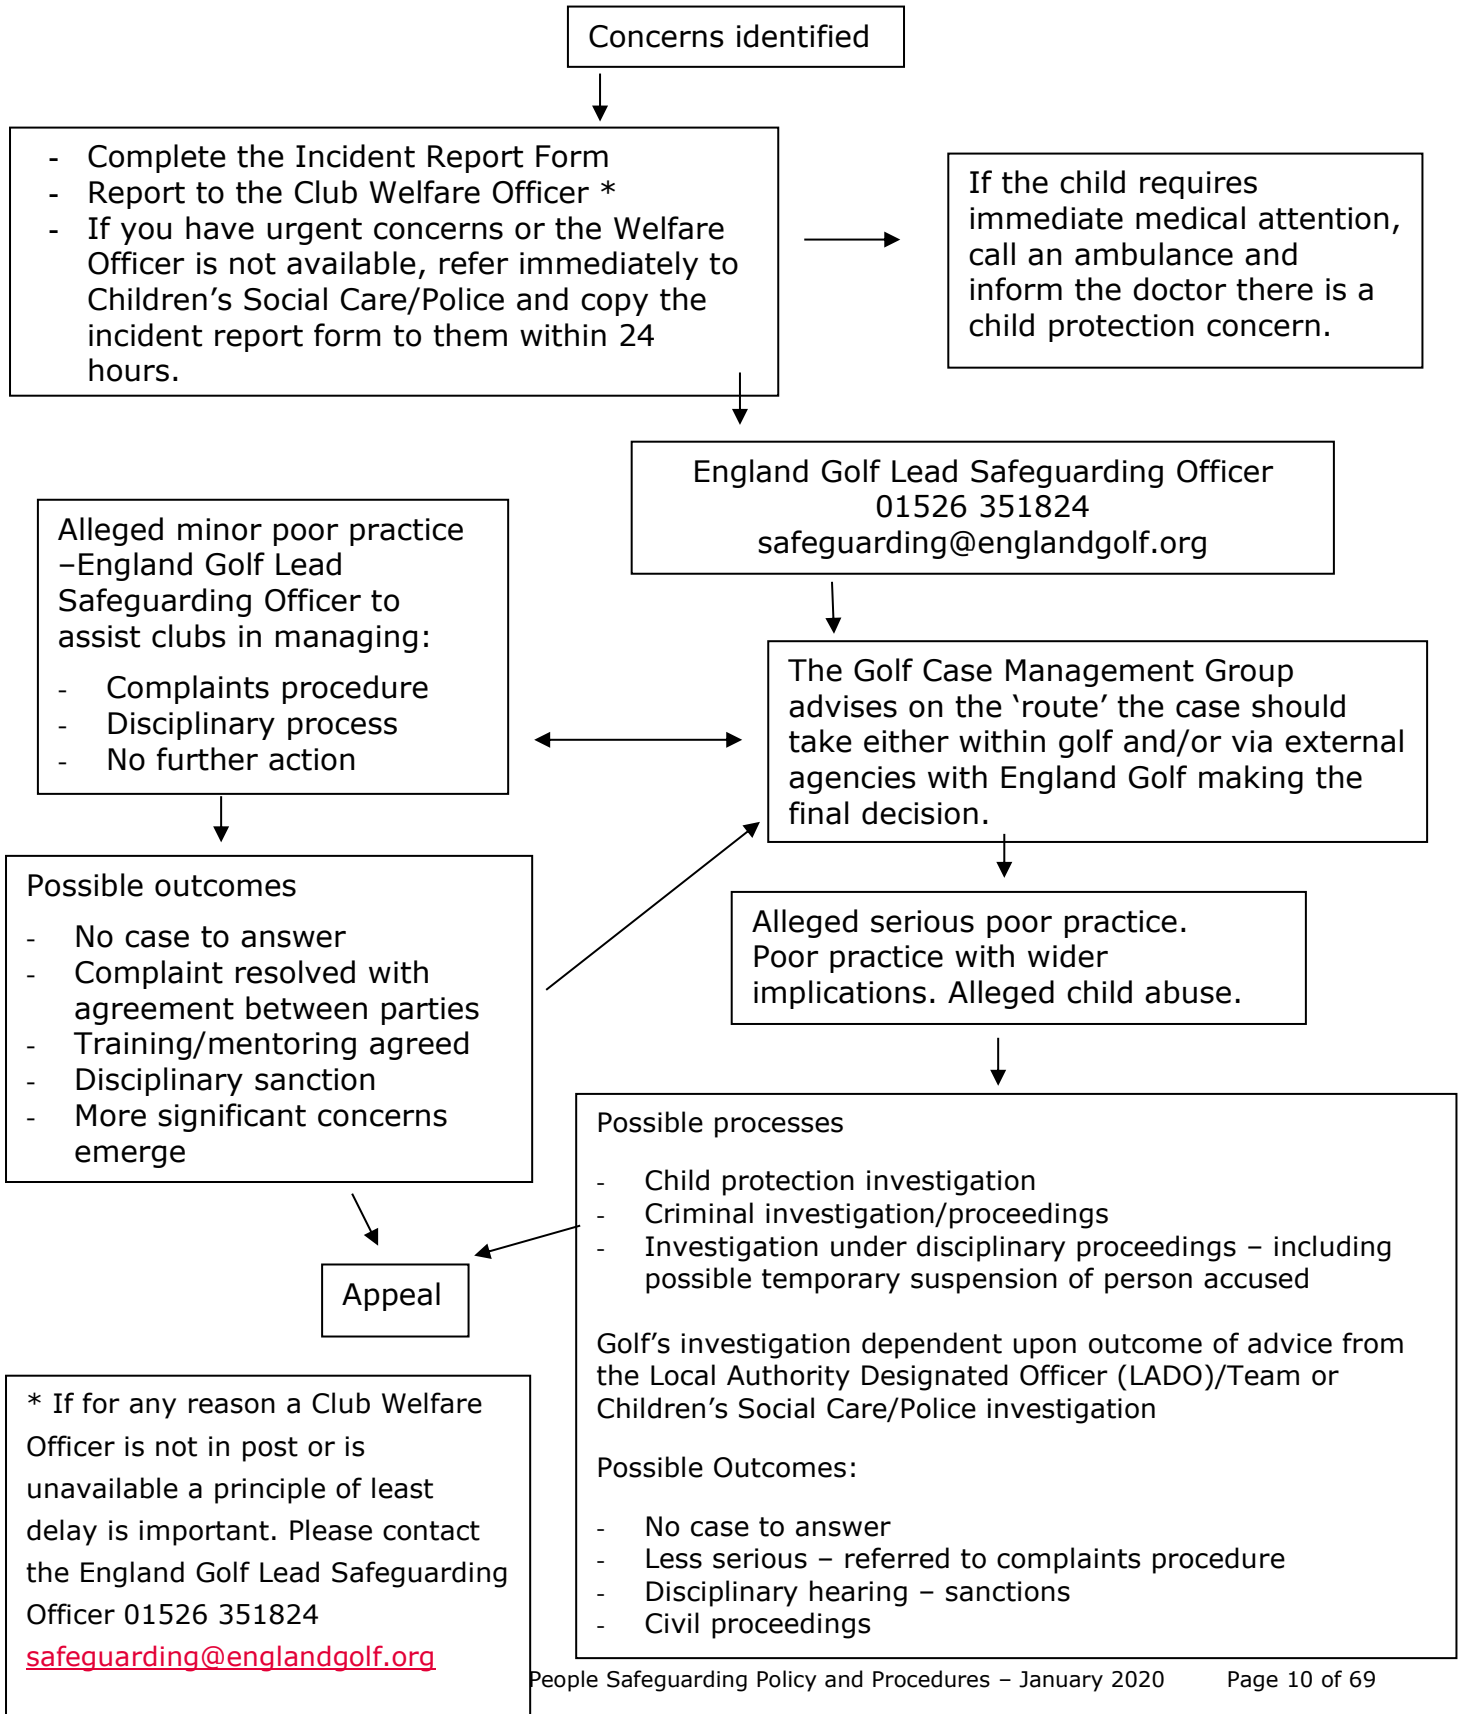 Concerns identified
- Complete the Incident Report Form
- Report to the Club Welfare Officer *
- If you have urgent concerns or the Welfare
Officer is not available, refer immediately to
Children’s Social Care/Police and copy the
incident report form to them within 24
hours.
If the child requires
immediate medical attention,
call an ambulance and
inform the doctor there is a
child protection concern.
England Golf Lead Safeguarding Officer
01526 351824
safeguarding@englandgolf.org
Alleged minor poor practice
–England Golf Lead
Safeguarding Officer to
assist clubs in managing:
- Complaints procedure
- Disciplinary process
- No further action
The Golf Case Management Group
advises on the ‘route’ the case should
take either within golf and/or via external
agencies with England Golf making the
final decision.
Possible outcomes
- No case to answer
- Complaint resolved with
agreement between parties
- Training/mentoring agreed
- Disciplinary sanction
- More significant concerns
emerge
Alleged serious poor practice.
Poor practice with wider
implications. Alleged child abuse.
Possible processes
- Child protection investigation
- Criminal investigation/proceedings
- Investigation under disciplinary proceedings – including
possible temporary suspension of person accused
Golf’s investigation dependent upon outcome of advice from
the Local Authority Designated Officer (LADO)/Team or
Children’s Social Care/Police investigation
Possible Outcomes:
- No case to answer
- Less serious – referred to complaints procedure
- Disciplinary hearing – sanctions
- Civil proceedings
Appeal
* If for any reason a Club Welfare
Officer is not in post or is
unavailable a principle of least
delay is important. Please contact
the England Golf Lead Safeguarding
Officer 01526 351824
safeguarding@englandgolf.org
People Safeguarding Policy and Procedures – January 2020 Page 10 of 69